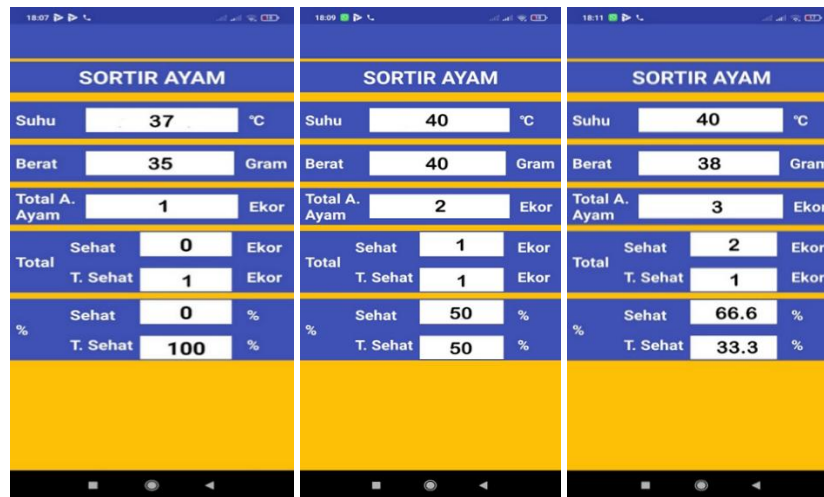 18:07
SORTIR AYAM
Suhu 37 °C
Berat 35 Gram
Total A. Ayam 1 Ekor
Total
Sehat 0 Ekor
T. Sehat 1 Ekor
%
Sehat 0 %
T. Sehat 100 %
18:09
SORTIR AYAM
Suhu 40 °C
Berat 40 Gram
Total A. Ayam 2 Ekor
Total
Sehat 1 Ekor
T. Sehat 1 Ekor
%
Sehat 50 %
T. Sehat 50 %
18:11
SORTIR AYAM
Suhu 40 °C
Berat 38 Gram
Total A. Ayam 3 Ekor
Total
Sehat 2 Ekor
T. Sehat 1 Ekor
%
Sehat 66.6 %
T. Sehat 33.3 %